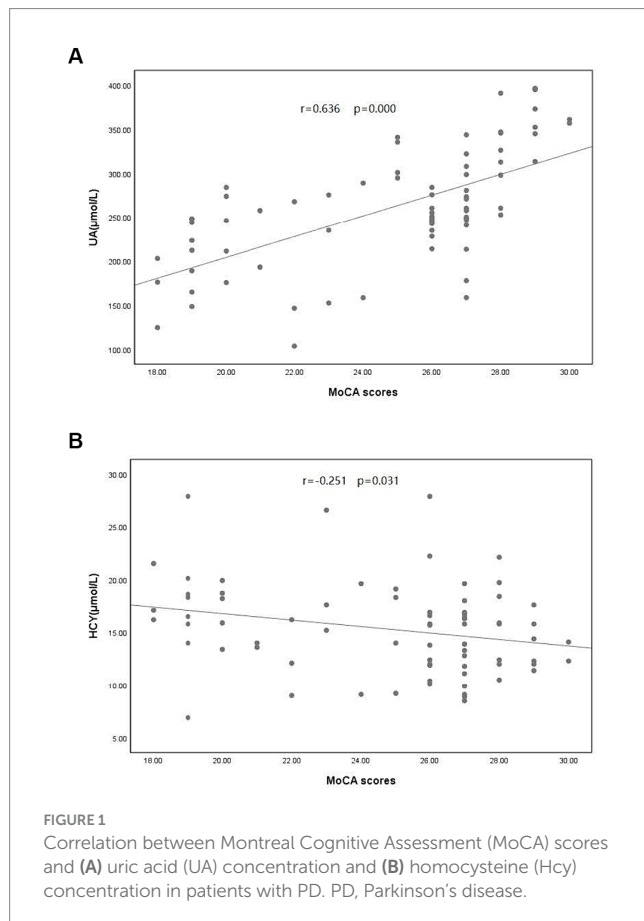 A
r=0.636 p=0.000
400.00
350.00
300.00
250.00
200.00
150.00
100.00
UA(μmol/L)
18.00 20.00 22.00 24.00 26.00 28.00 30.00
MoCA scores
B
r=-0.251 p=0.031
30.00
25.00
20.00
15.00
10.00
5.00
HCY(μmol/L)
18.00 20.00 22.00 24.00 26.00 28.00 30.00
MoCA scores
FIGURE 1
Correlation between Montreal Cognitive Assessment (MoCA) scores
and (A) uric acid (UA) concentration and (B) homocysteine (Hcy)
concentration in patients with PD. PD, Parkinson’s disease.